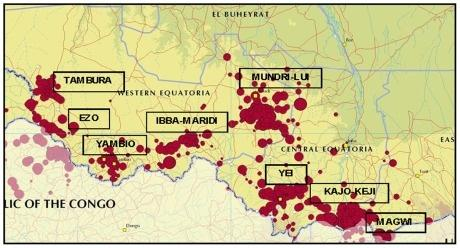 EL BUHEYRAT
TAMBURA
MUNDRI-LUI
WESTERN EQUATORIA
EZO
IBBA-MARIDI
YAMBIO
CENTRAL EQUATORIA
EAS
YEI
KAJO-KEJI
LIC OF THE CONGO
MAGWI